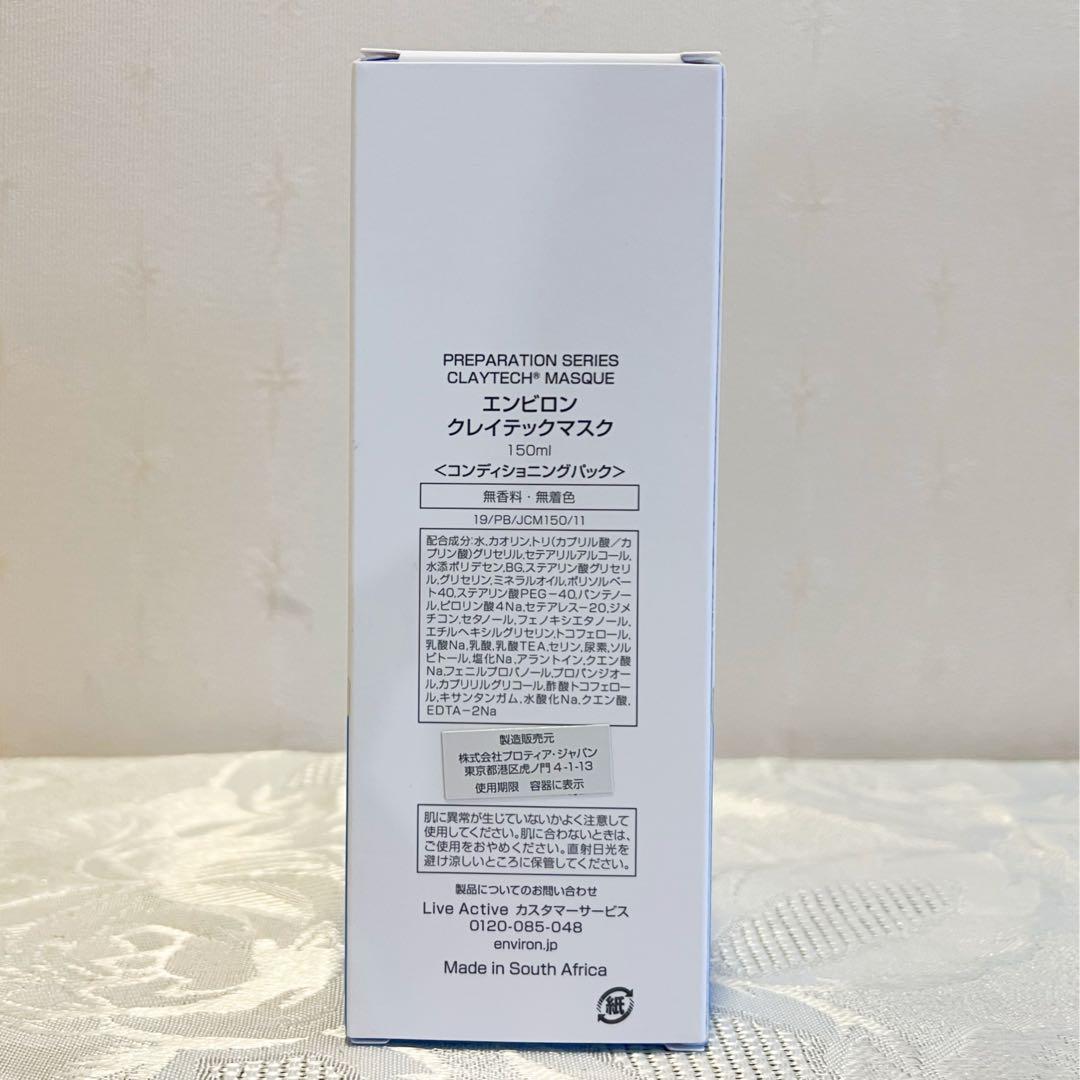 PREPARATION SERIES
CLAYTECH® MASQUE
エンビロン
クレイテックマスク
150ml
<コンディショニングパック>
無香料・無着色
19/PB/JCM150/11
配合成分:水,カオリン,トリ(カプリル酸/カ
プリン酸)グリセリル,セテアリルアルコール,
水添ポリデセン,BG,ステアリン酸グリセリ
ル,グリセリン,ミネラルオイル,ポリソルベー
ト40,ステアリン酸PEG-40,パンテノー
ル,ピロリン酸4Na,セテアレス-20,ジメ
チコン,セタノール,フェノキシエタノール,
エチルヘキシルグリセリン,トコフェロール,
乳酸Na,乳酸,乳酸TEA,セリン,尿素,ソル
ビトール,塩化Na,アラントイン,クエン酸
Na,フェニルプロパノール,プロパンジオー
ル,カプリリルグリコール,酢酸トコフェロー
ル,キサンタンガム,水酸化Na,クエン酸,
EDTA-2Na
製造販売元
株式会社プロティア・ジャパン
東京都港区虎ノ門4-1-13
使用期限 容器に表示
肌に異常が生じていないかよく注意して
使用してください。肌に合わないときは、
ご使用をおやめください。直射日光を
避け涼しいところに保管してください。
製品についてのお問い合わせ
Live Active カスタマーサービス
0120-085-048
environ.jp
Made in South Africa
紙